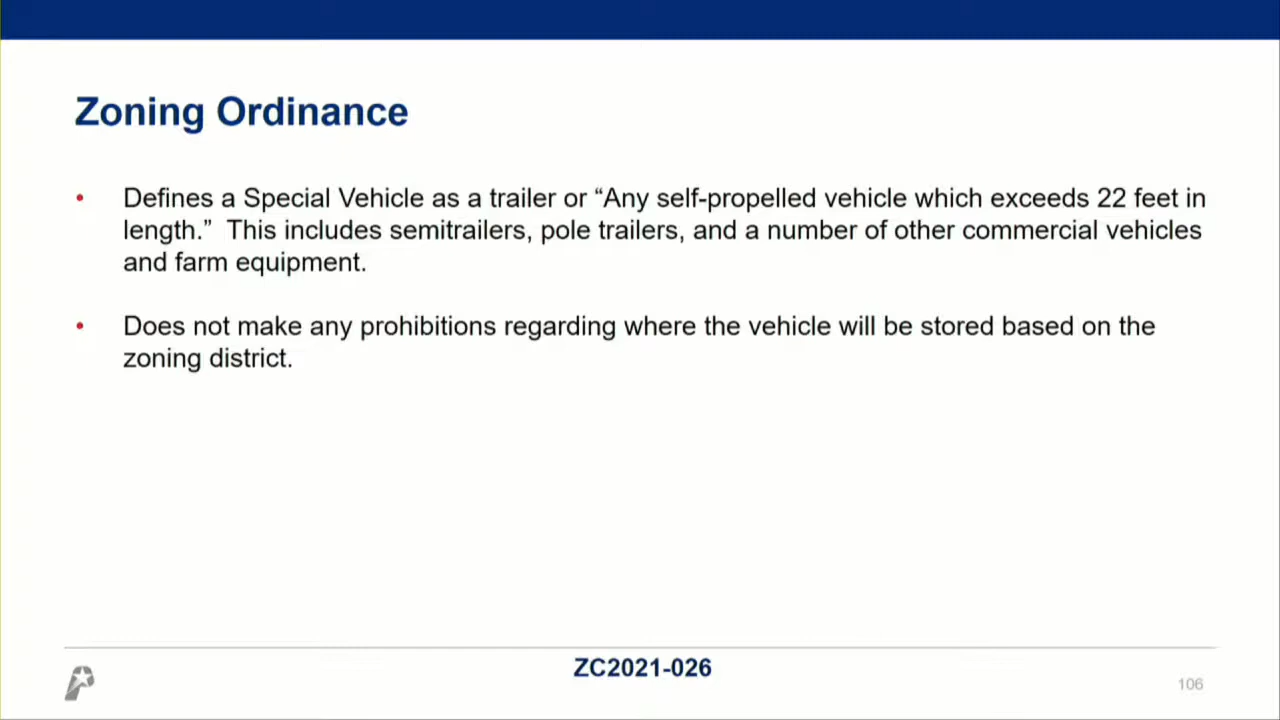 Zoning Ordinance
• Defines a Special Vehicle as a trailer or “Any self-propelled vehicle which exceeds 22 feet in
length.”  This includes semitrailers, pole trailers, and a number of other commercial vehicles
and farm equipment.
• Does not make any prohibitions regarding where the vehicle will be stored based on the
zoning district.
ZC2021-026
106